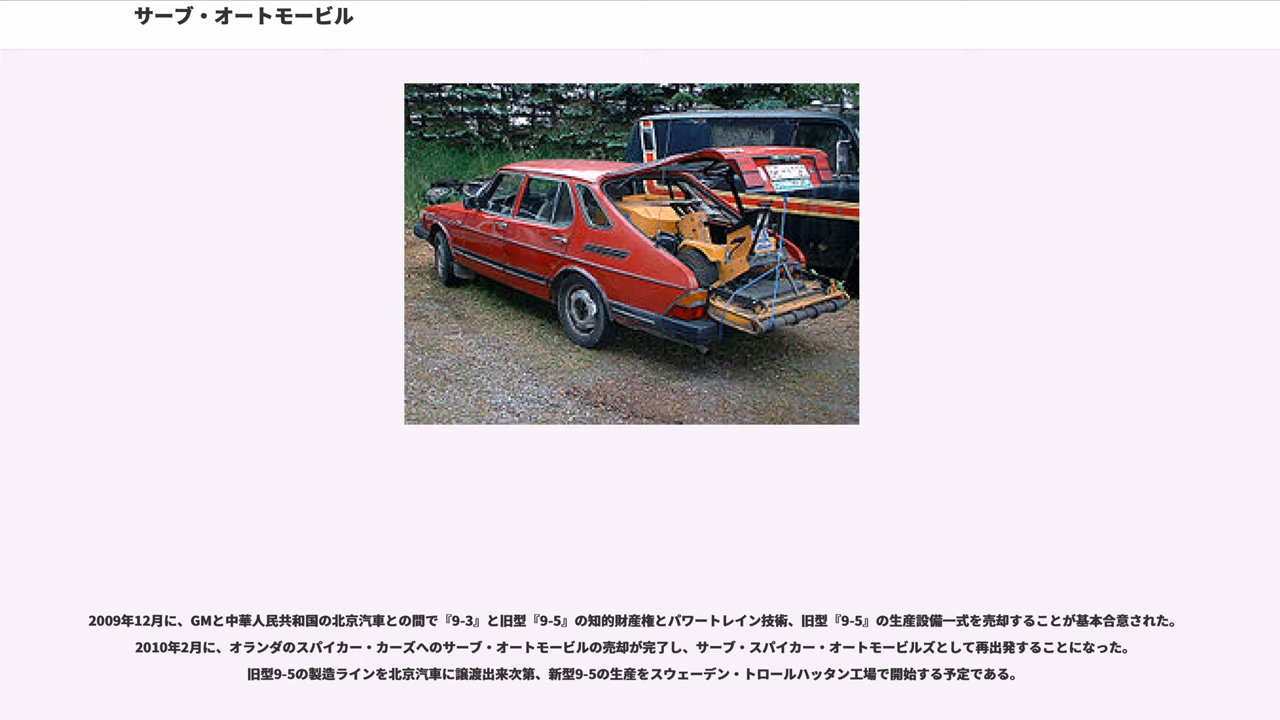 サーブ・オートモービル
2009年12月に、GMと中華人民共和国の北京汽車との間で『9-3』と旧型『9-5』の知的財産権とパワートレイン技術、旧型『9-5』の生産設備一式を売却することが基本合意された。
2010年2月に、オランダのスパイカー・カーズへのサーブ・オートモービルの売却が完了し、サーブ・スパイカー・オートモービルズとして再出発することになった。
旧型9-5の製造ラインを北京汽車に譲渡出来次第、新型9-5の生産をスウェーデン・トロールハッタン工場で開始する予定である。